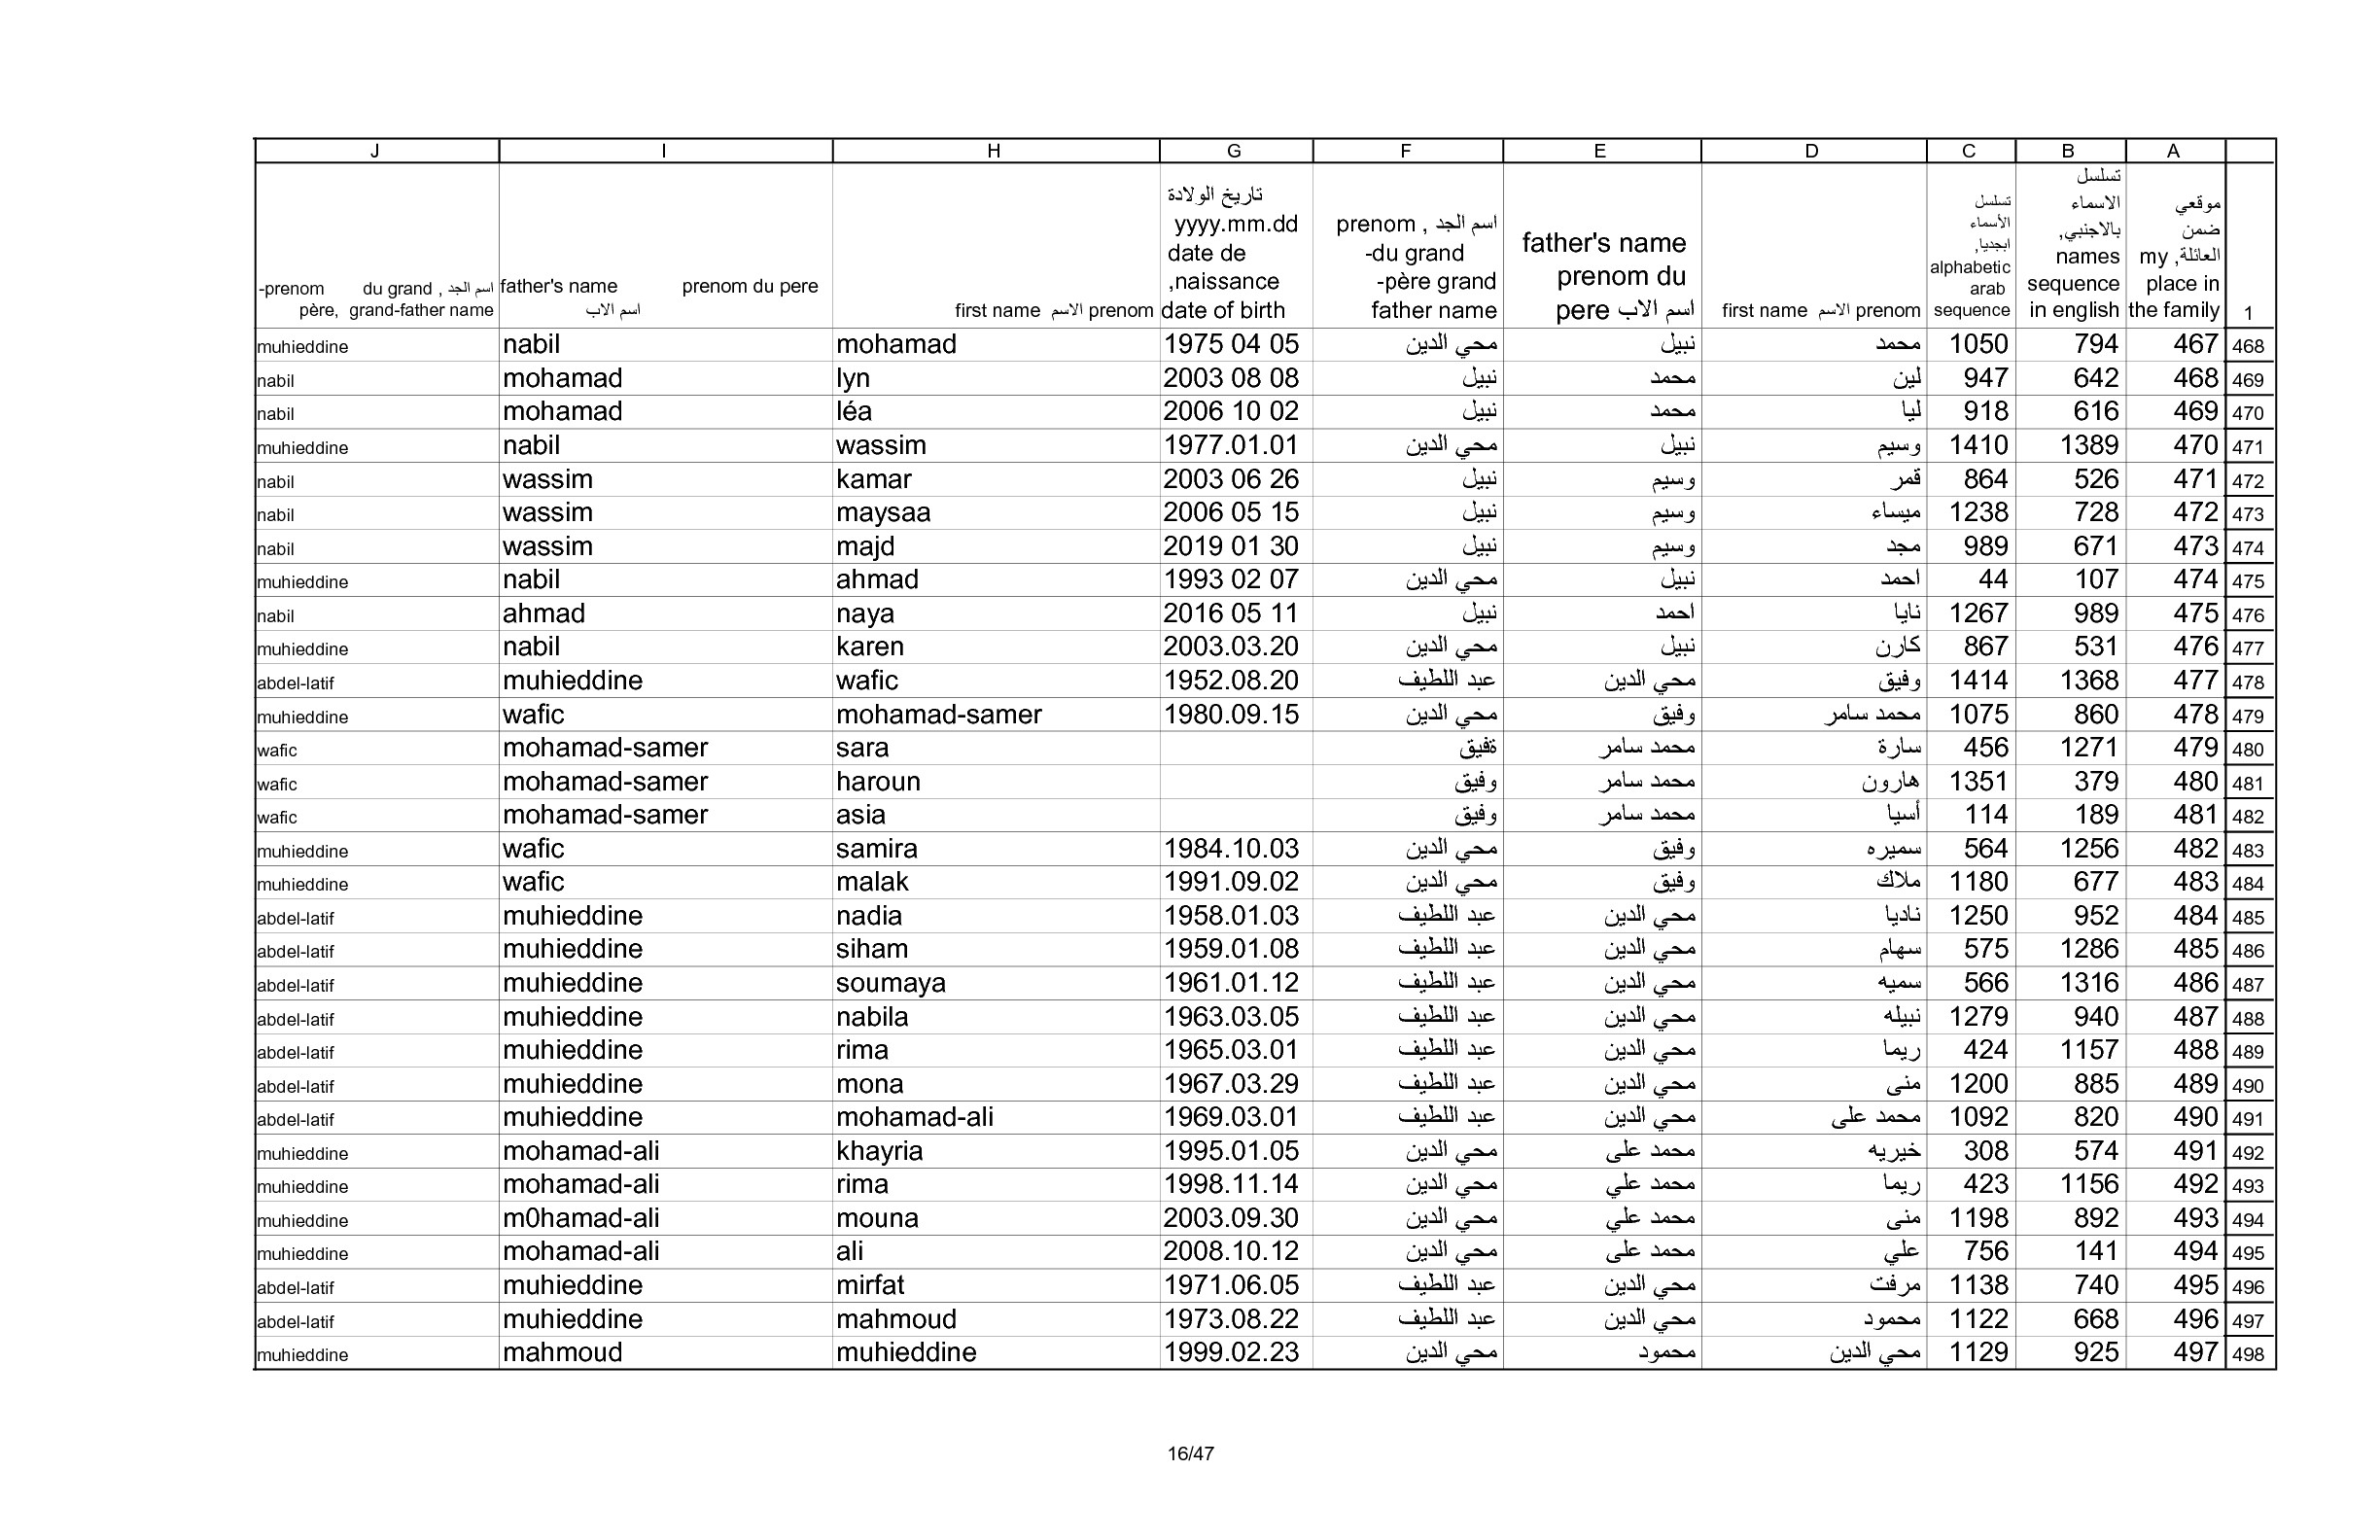 J I H G F E D C B A
-prenom du grand , اسم الجد père, grand-father name | father's name prenom du pere اسم الاب | first name الاسم prenom | تاريخ الولادة yyyy.mm.dd date de ,naissance date of birth | prenom , اسم الجد -du grand -père grand father name | father's name prenom du pere اسم الاب | first name الاسم prenom | تسلسل الأسماء ابجديا, alphabetic arab sequence | تسلسل الاسماء بالاجنبي, names sequence in english | موقعي ضمن العائلة, my place in the family | 1
muhieddine nabil mohamad 1975 04 05 محي الدين نبيل محمد 1050 794 467 468
nabil mohamad lyn 2003 08 08 نبيل محمد لين 947 642 468 469
nabil mohamad léa 2006 10 02 نبيل محمد ليا 918 616 469 470
muhieddine nabil wassim 1977.01.01 محي الدين نبيل وسيم 1410 1389 470 471
nabil wassim kamar 2003 06 26 نبيل وسيم قمر 864 526 471 472
nabil wassim maysaa 2006 05 15 نبيل وسيم ميساء 1238 728 472 473
nabil wassim majd 2019 01 30 نبيل وسيم مجد 989 671 473 474
muhieddine nabil ahmad 1993 02 07 محي الدين نبيل احمد 44 107 474 475
nabil ahmad naya 2016 05 11 نبيل احمد نايا 1267 989 475 476
muhieddine nabil karen 2003.03.20 محي الدين نبيل كارن 867 531 476 477
abdel-latif muhieddine wafic 1952.08.20 عبد اللطيف محي الدين وفيق 1414 1368 477 478
muhieddine wafic mohamad-samer 1980.09.15 محي الدين وفيق محمد سامر 1075 860 478 479
wafic mohamad-samer sara ةفيق محمد سامر سارة 456 1271 479 480
wafic mohamad-samer haroun وفيق محمد سامر هارون 1351 379 480 481
wafic mohamad-samer asia وفيق محمد سامر أسيا 114 189 481 482
muhieddine wafic samira 1984.10.03 محي الدين وفيق سميره 564 1256 482 483
muhieddine wafic malak 1991.09.02 محي الدين وفيق ملاك 1180 677 483 484
abdel-latif muhieddine nadia 1958.01.03 عبد اللطيف محي الدين ناديا 1250 952 484 485
abdel-latif muhieddine siham 1959.01.08 عبد اللطيف محي الدين سهام 575 1286 485 486
abdel-latif muhieddine soumaya 1961.01.12 عبد اللطيف محي الدين سميه 566 1316 486 487
abdel-latif muhieddine nabila 1963.03.05 عبد اللطيف محي الدين نبيله 1279 940 487 488
abdel-latif muhieddine rima 1965.03.01 عبد اللطيف محي الدين ريما 424 1157 488 489
abdel-latif muhieddine mona 1967.03.29 عبد اللطيف محي الدين منى 1200 885 489 490
abdel-latif muhieddine mohamad-ali 1969.03.01 عبد اللطيف محي الدين محمد على 1092 820 490 491
muhieddine mohamad-ali khayria 1995.01.05 محي الدين محمد على خيريه 308 574 491 492
muhieddine mohamad-ali rima 1998.11.14 محي الدين محمد علي ريما 423 1156 492 493
muhieddine m0hamad-ali mouna 2003.09.30 محي الدين محمد علي منى 1198 892 493 494
muhieddine mohamad-ali ali 2008.10.12 محي الدين محمد على علي 756 141 494 495
abdel-latif muhieddine mirfat 1971.06.05 عبد اللطيف محي الدين مرفت 1138 740 495 496
abdel-latif muhieddine mahmoud 1973.08.22 عبد اللطيف محي الدين محمود 1122 668 496 497
muhieddine mahmoud muhieddine 1999.02.23 محي الدين محمود محي الدين 1129 925 497 498
16/47